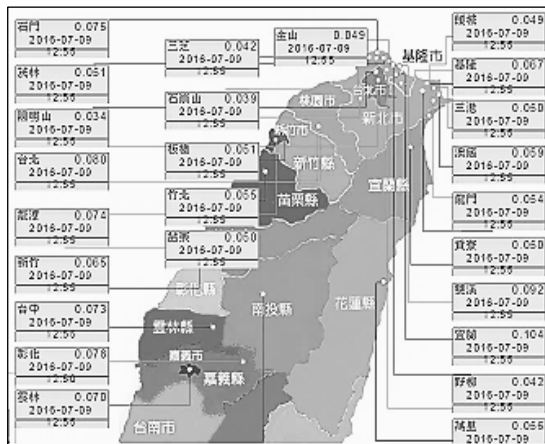 石門 0.075
2016-07-09
12:55
三芝 0.042
2016-07-09
12:55
金山 0.049
2016-07-09
12:55
頭城 0.049
2016-07-09
12:55
0.051
2016-07-09
12:55
石崩山 0.039
2016-07-09
12:55
基隆市
基隆 0.067
2016-07-09
12:55
陽明山 0.034
2016-07-09
12:55
台北市
桃園市
新北市
三港 0.050
2016-07-09
12:55
台北 0.080
2016-07-09
12:55
板橋 0.051
2016-07-09
12:55
新竹市
新竹縣
宜蘭縣
澳底 0.059
2016-07-09
12:55
竹北 0.055
2016-07-09
12:55
苗栗縣
龍門 0.054
2016-07-09
12:55
龍潭 0.074
2016-07-09
12:55
苗栗 0.050
2016-07-09
12:55
貢寮 0.050
2016-07-09
12:55
新竹 0.065
2016-07-09
12:55
彰化縣
南投縣
花蓮縣
雙溪 0.092
2016-07-09
12:55
台中 0.073
2016-07-09
12:55
雲林縣
宜蘭 0.104
2016-07-09
12:55
彰化 0.078
2016-07-09
嘉義市
嘉義縣
野柳 0.042
2016-07-09
12:55
雲林 0.070
2016-07-09
12:55
台南市
萬里 0.055
2016-07-09
12:55